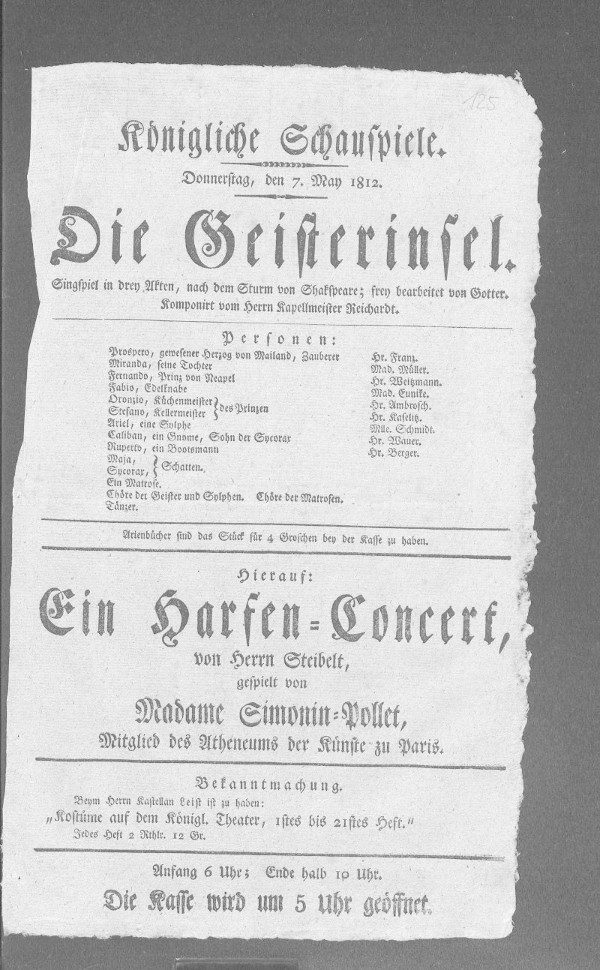 125
Königliche Schauspiele.
Donnerstag, den 7. May 1812.
Die Geisterinsel.
Singspiel in drey Akten, nach dem Sturm von Shakspeare; frey bearbeitet von Gotter.
Komponirt vom Herrn Kapellmeister Reichardt.
Personen:
Prospero, gewesener Herzog von Mailand, Zauberer Hr. Franz.
Miranda, seine Tochter Mad. Müller.
Fernando, Prinz von Neapel Hr. Weitzmann.
Fabio, Edelknabe Mad. Eunike.
Oronzio, Küchenmeister } des Prinzen Hr. Ambrosch.
Stefano, Kellermeister Hr. Kaselitz.
Ariel, eine Sylphe Mlle. Schmidt.
Caliban, ein Gnome, Sohn der Sycorax Hr. Wauer.
Ruperto, ein Bootsmann Hr. Berger.
Maja, } Schatten.
Sycorax,
Ein Matrose.
Chöre der Geister und Sylphen. Chöre der Matrosen.
Tänzer.
Arienbücher sind das Stück für 4 Groschen bey der Kasse zu haben.
Hierauf:
Ein Harfen-Concert,
von Herrn Steibelt,
gespielt von
Madame Simonin-Pollet,
Mitglied des Atheneums der Künste zu Paris.
Bekanntmachung.
Beym Herrn Kastellan Leist ist zu haben:
„Kostüme auf dem Königl. Theater, 1stes bis 21stes Heft.“
Jedes Heft 2 Rthlr. 12 Gr.
Anfang 6 Uhr; Ende halb 10 Uhr.
Die Kasse wird um 5 Uhr geöffnet.